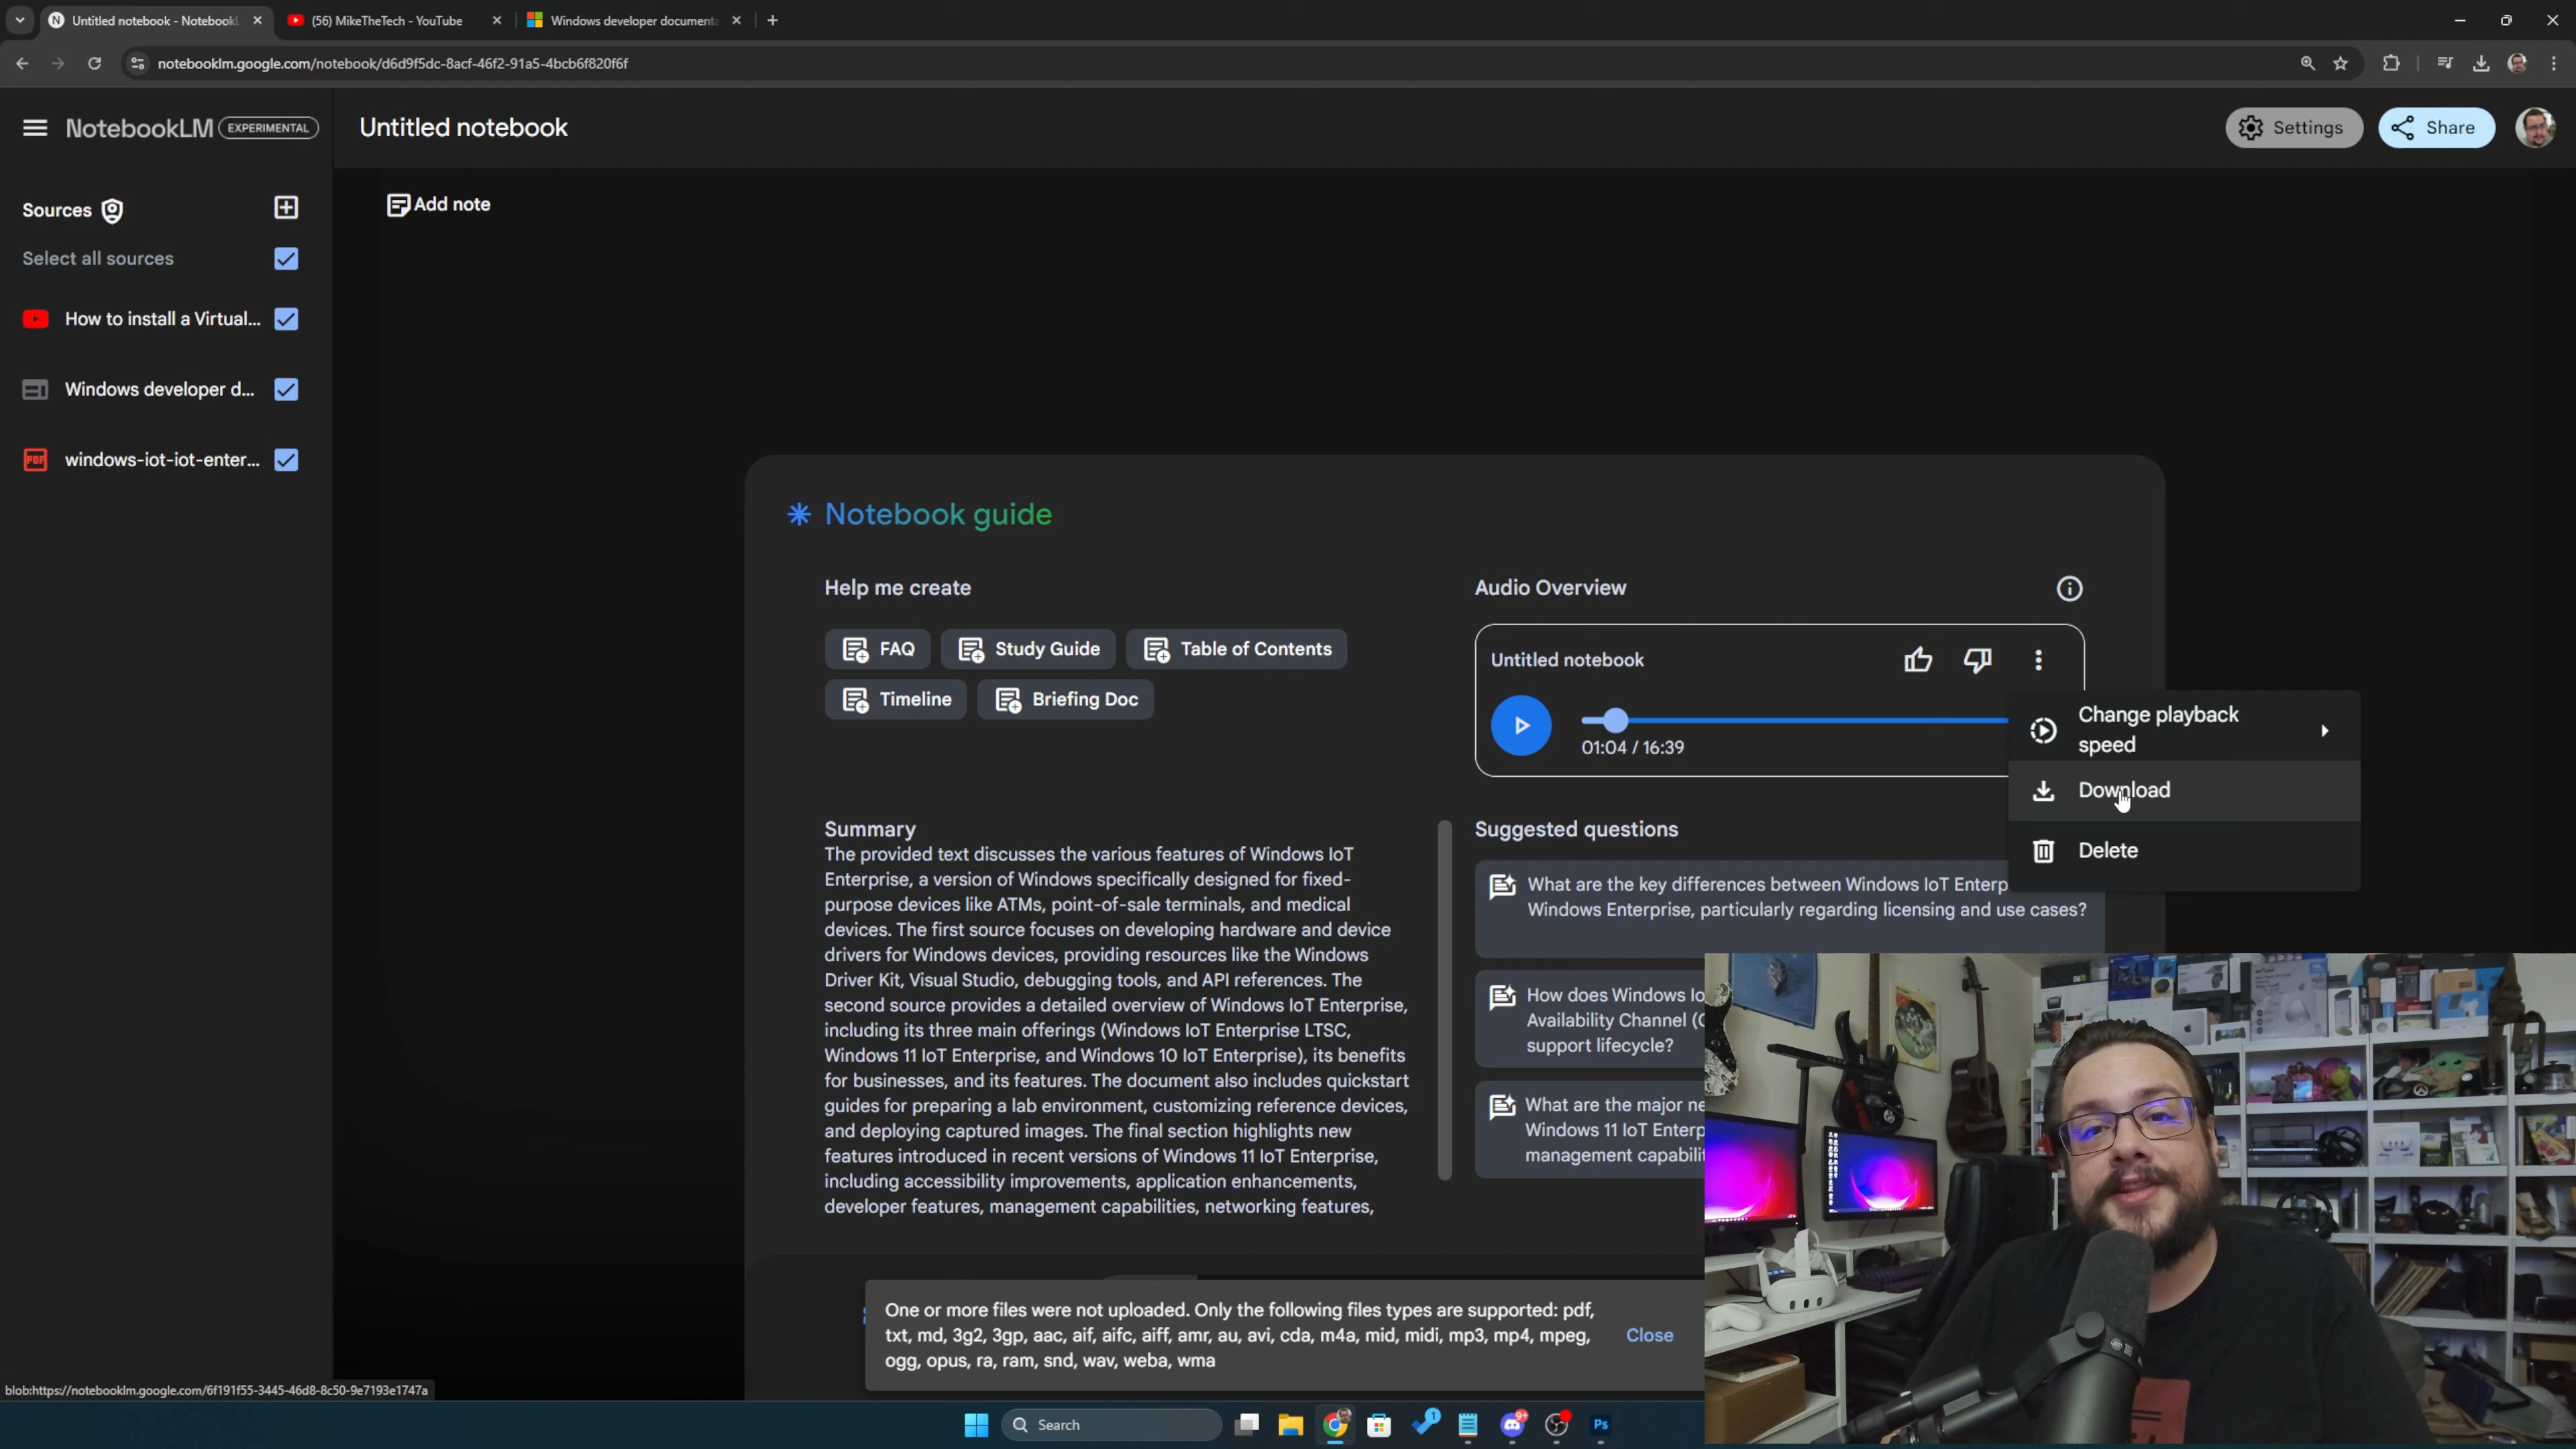 Untitled notebook - Notebook
(56) MikeTheTech - YouTube
Windows developer documenta
notebooklm.google.com/notebook/d6d9f5dc-8acf-46f2-91a5-4bcb6f820f6f
NotebookLM
EXPERIMENTAL
Untitled notebook
Settings
Share
Sources
Select all sources
How to install a Virtual...
Windows developer d...
PDF
windows-iot-iot-enter...
Add note
Notebook guide
Help me create
FAQ
Study Guide
Table of Contents
Timeline
Briefing Doc
Audio Overview
Untitled notebook
01:04 / 16:39
Change playback
speed
Download
Delete
Summary
The provided text discusses the various features of Windows IoT
Enterprise, a version of Windows specifically designed for fixed-
purpose devices like ATMs, point-of-sale terminals, and medical
devices. The first source focuses on developing hardware and device
drivers for Windows devices, providing resources like the Windows
Driver Kit, Visual Studio, debugging tools, and API references. The
second source provides a detailed overview of Windows IoT Enterprise,
including its three main offerings (Windows IoT Enterprise LTSC,
Windows 11 IoT Enterprise, and Windows 10 IoT Enterprise), its benefits
for businesses, and its features. The document also includes quickstart
guides for preparing a lab environment, customizing reference devices,
and deploying captured images. The final section highlights new
features introduced in recent versions of Windows 11 IoT Enterprise,
including accessibility improvements, application enhancements,
developer features, management capabilities, networking features,
Suggested questions
What are the key differences between Windows IoT Enterp
Windows Enterprise, particularly regarding licensing and use cases?
How does Windows Io
Availability Channel (
support lifecycle?
What are the major ne
Windows 11 IoT Enterp
management capabilit
One or more files were not uploaded. Only the following files types are supported: pdf,
txt, md, 3g2, 3gp, aac, aif, aifc, aiff, amr, au, avi, cda, m4a, mid, midi, mp3, mp4, mpeg,
ogg, opus, ra, ram, snd, wav, weba, wma
Close
blob:https://notebooklm.google.com/6f191f55-3445-46d8-8c50-9e7193e1747a
Search
1
9+
Ps